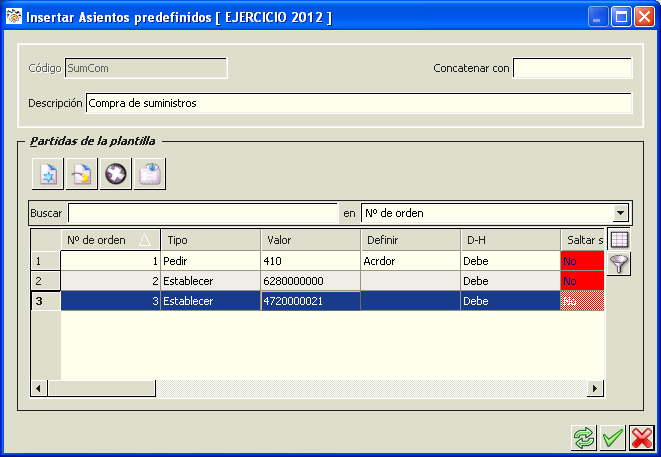 Insertar Asientos predefinidos [ EJERCICIO 2012 ]
Código SumCom Concatenar con
Descripción Compra de suministros
Partidas de la plantilla
Buscar en Nº de orden
Nº de orden Tipo Valor Definir D-H Saltar s
1 1 Pedir 410 Acrdor Debe No
2 2 Establecer 6280000000 Debe No
3 3 Establecer 4720000021 Debe No